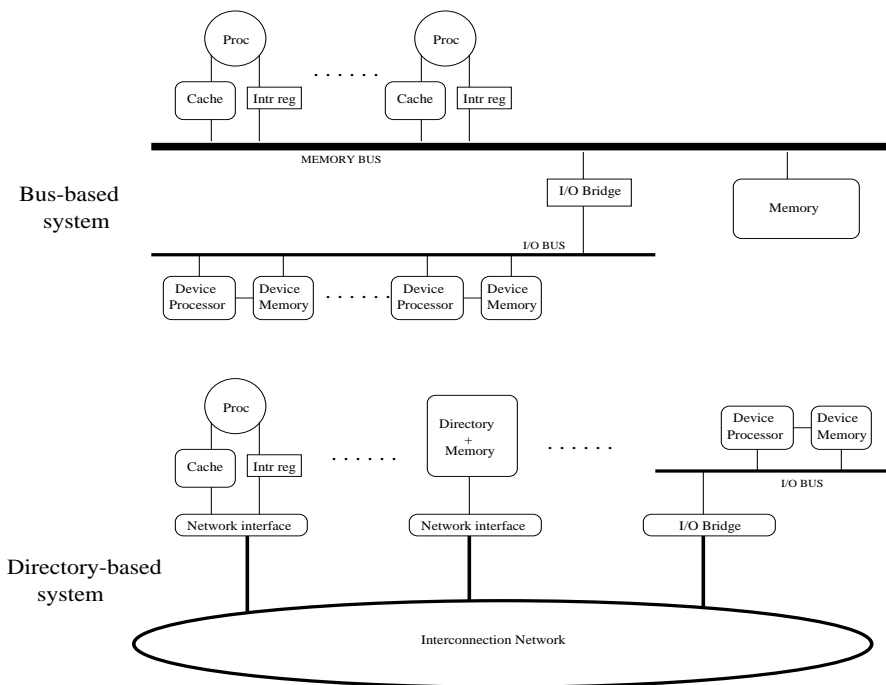 Proc
Proc
Cache
Intr reg
Cache
Intr reg
MEMORY BUS
Bus-based
system
I/O Bridge
Memory
I/O BUS
Device
Processor
Device
Memory
Device
Processor
Device
Memory
Proc
Cache
Intr reg
Directory
+
Memory
Device
Processor
Device
Memory
I/O BUS
Network interface
Network interface
I/O Bridge
Directory-based
system
Interconnection Network